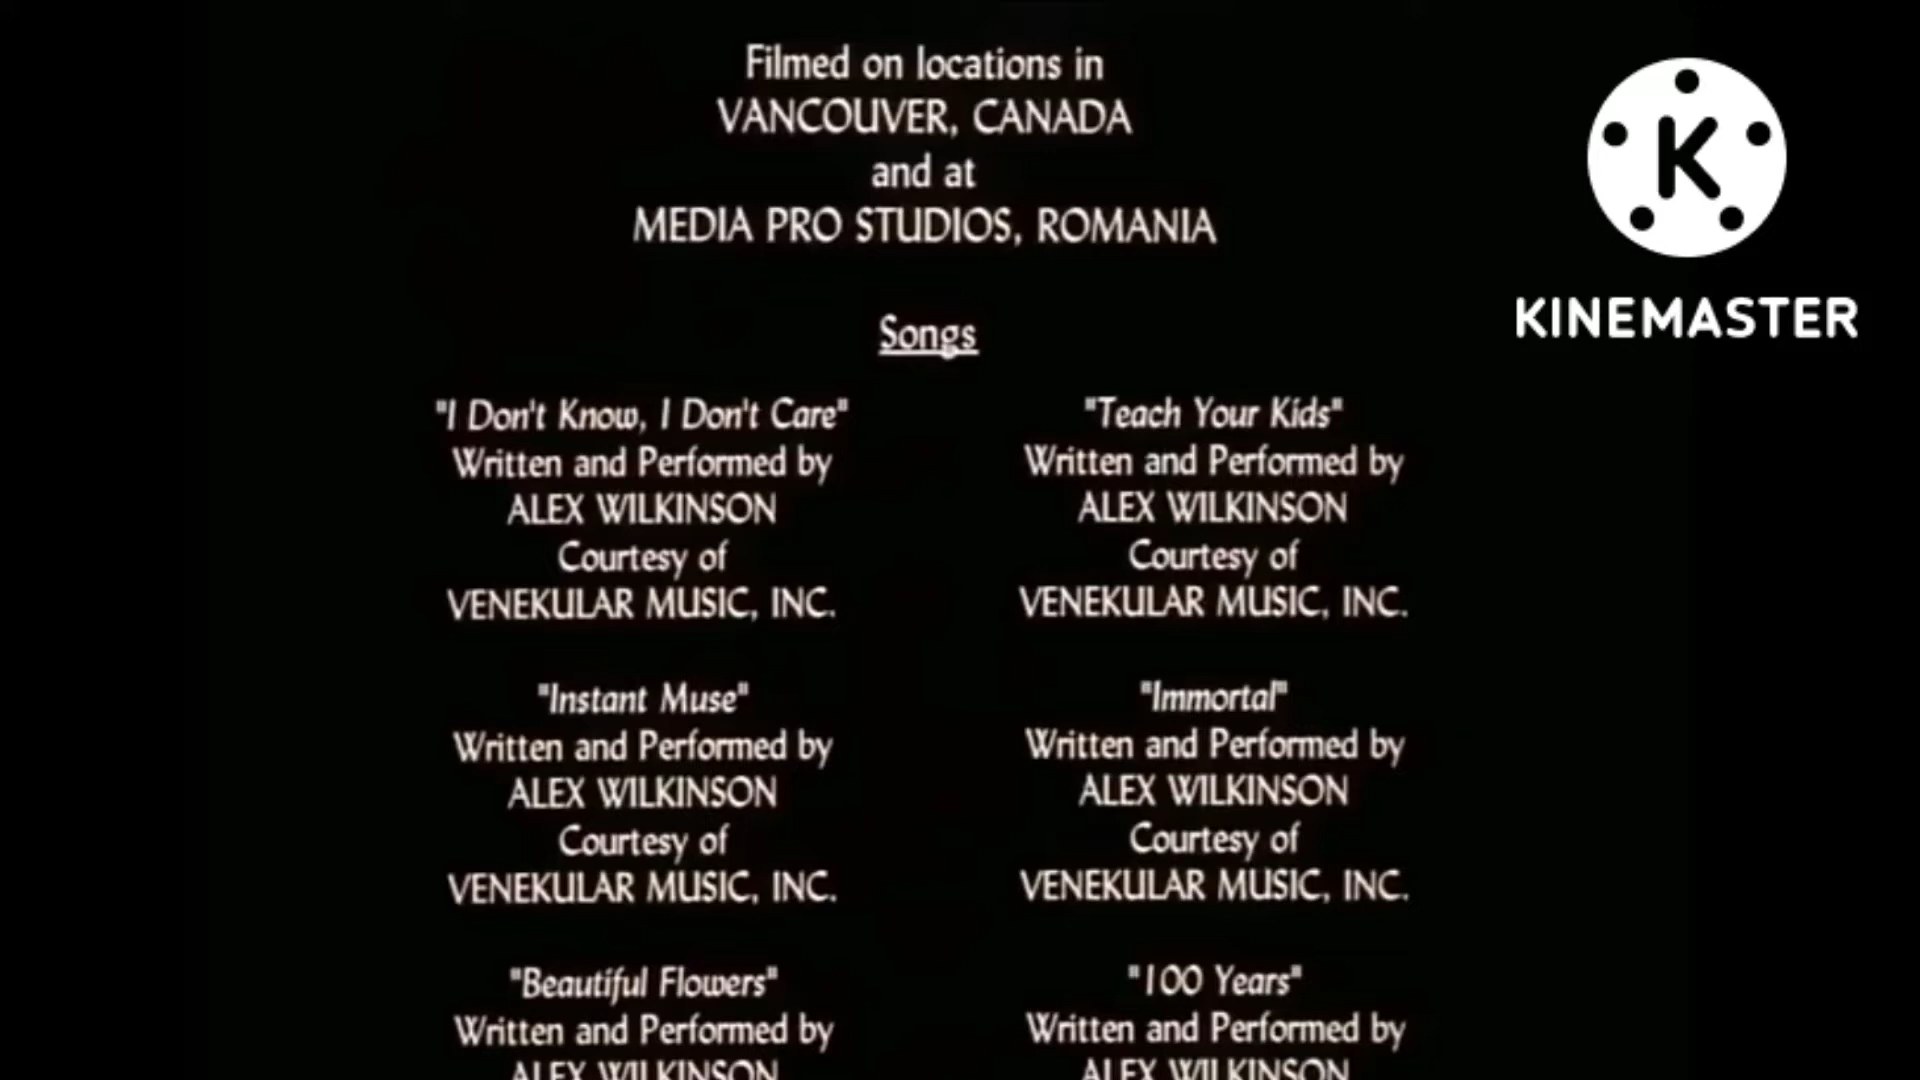 Filmed on locations in
VANCOUVER, CANADA
and at
MEDIA PRO STUDIOS, ROMANIA
K
KINEMASTER
Songs
"I Don't Know, I Don't Care"
Written and Performed by
ALEX WILKINSON
Courtesy of
VENEKULAR MUSIC, INC.
"Teach Your Kids"
Written and Performed by
ALEX WILKINSON
Courtesy of
VENEKULAR MUSIC, INC.
"Instant Muse"
Written and Performed by
ALEX WILKINSON
Courtesy of
VENEKULAR MUSIC, INC.
"Immortal"
Written and Performed by
ALEX WILKINSON
Courtesy of
VENEKULAR MUSIC, INC.
"Beautiful Flowers"
Written and Performed by
ALEX WILKINSON
"100 Years"
Written and Performed by
ALEX WILKINSON